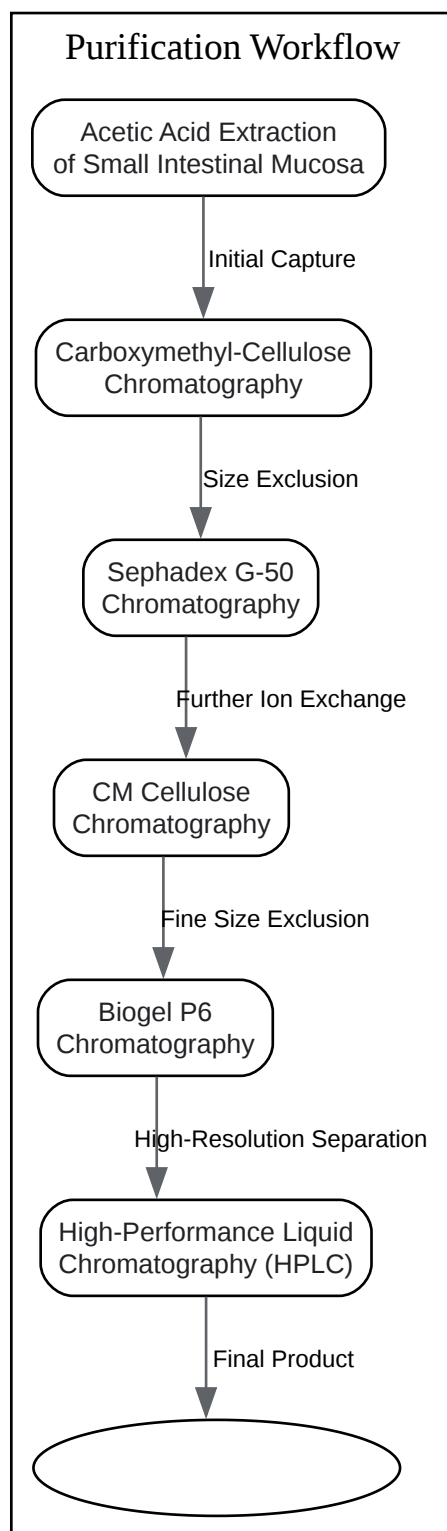 Purification Workflow
Acetic Acid Extraction
of Small Intestinal Mucosa
Initial Capture
Carboxymethyl-Cellulose
Chromatography
Size Exclusion
Sephadex G-50
Chromatography
Further Ion Exchange
CM Cellulose
Chromatography
Fine Size Exclusion
Biogel P6
Chromatography
High-Resolution Separation
High-Performance Liquid
Chromatography (HPLC)
Final Product